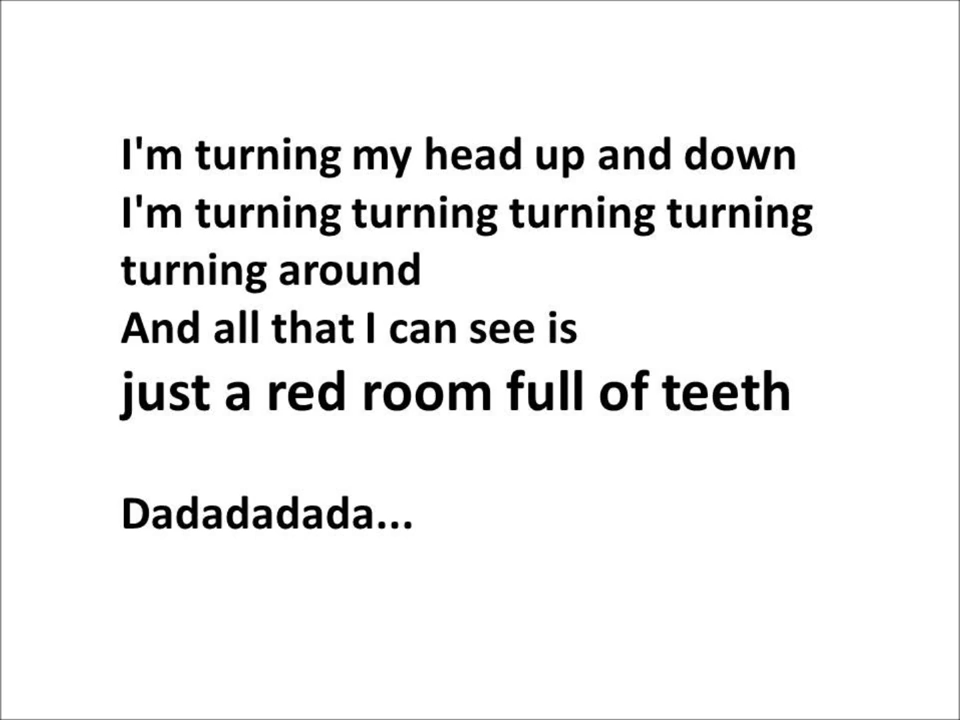 I'm turning my head up and down
I'm turning turning turning turning
turning around
And all that I can see is
just a red room full of teeth
Dadadadada...